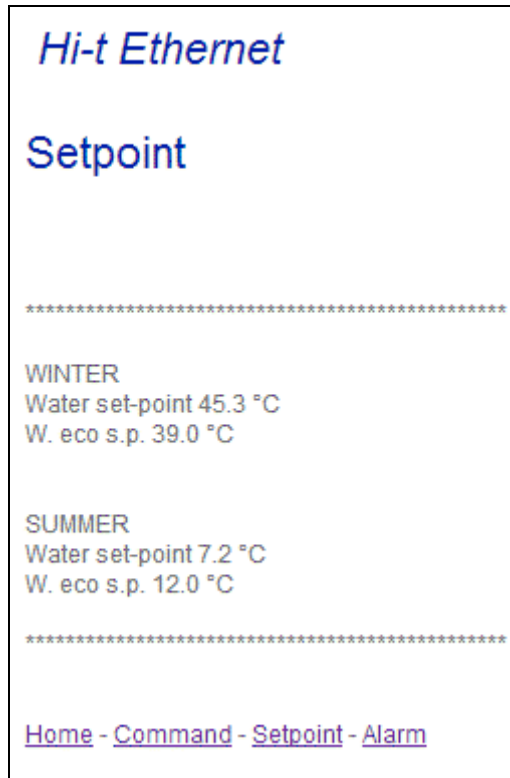 Hi-t Ethernet
Setpoint
************************************************
WINTER
Water set-point 45.3 °C
W. eco s.p. 39.0 °C
SUMMER
Water set-point 7.2 °C
W. eco s.p. 12.0 °C
************************************************
Home - Command - Setpoint - Alarm